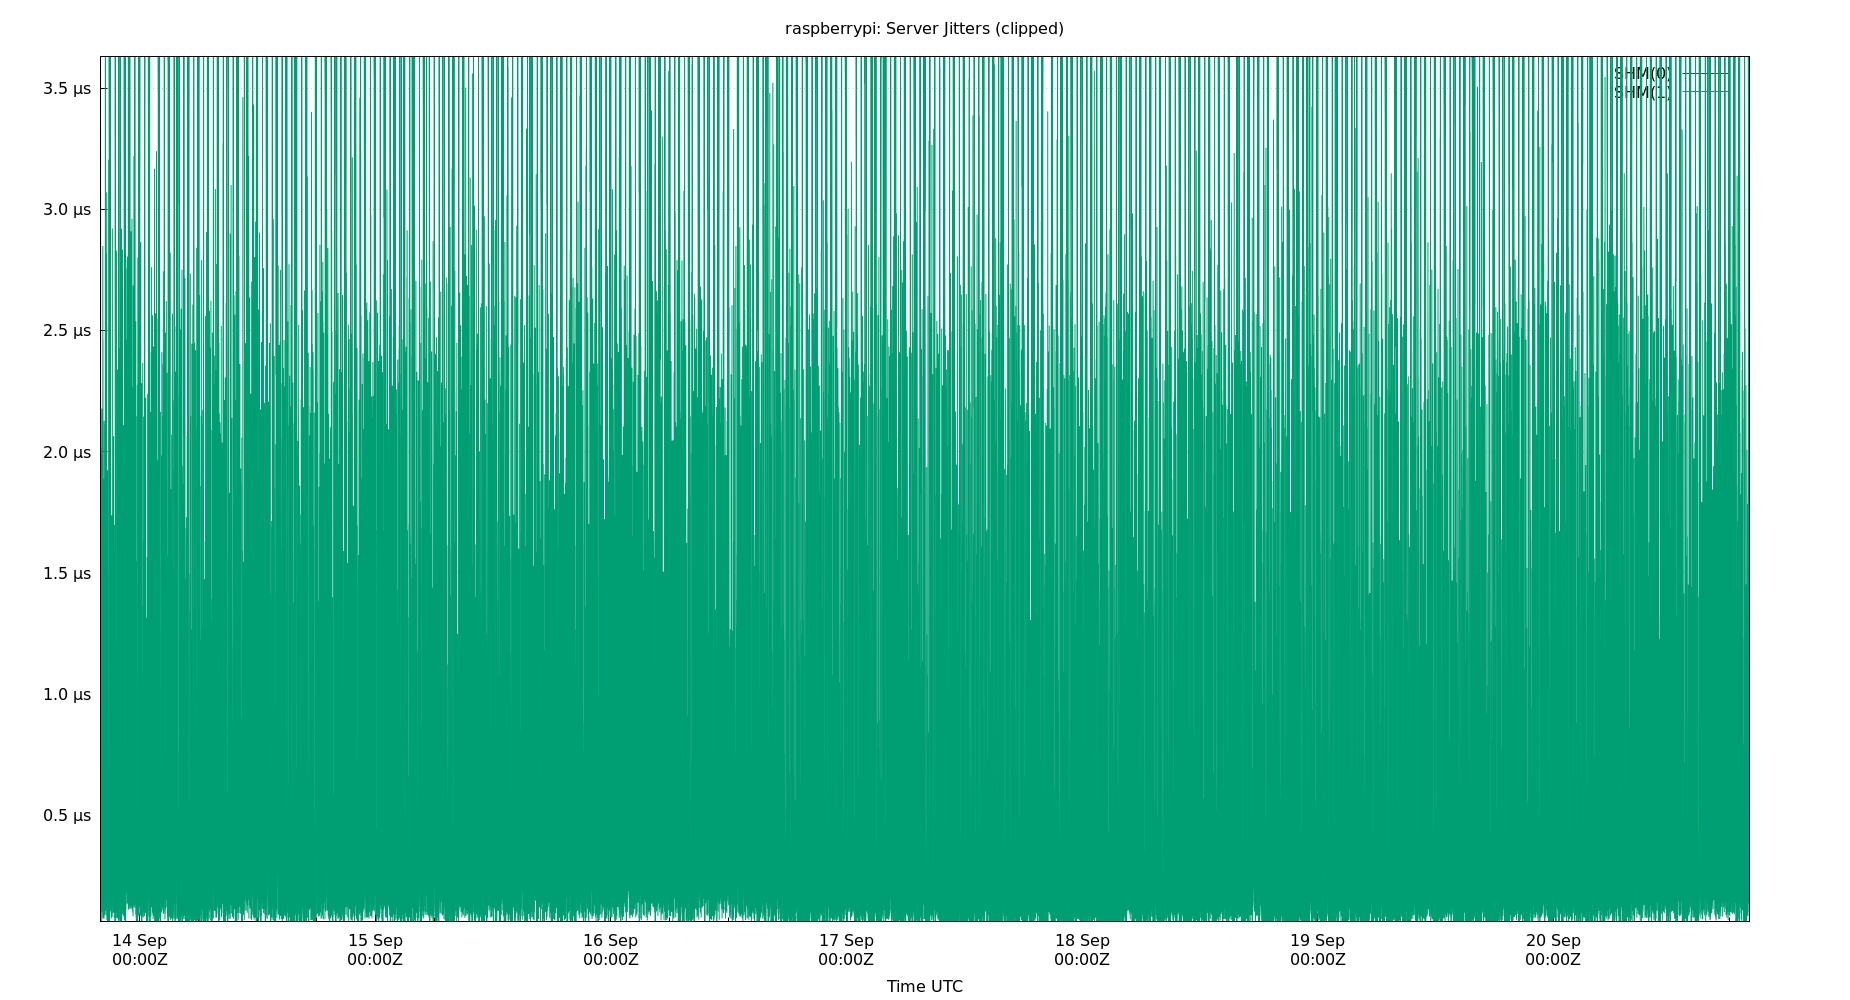 raspberrypi: Server Jitters (clipped)
SHM(0)
SHM(1)
3.5 µs
3.0 µs
2.5 µs
2.0 µs
1.5 µs
1.0 µs
0.5 µs
14 Sep 15 Sep 16 Sep 17 Sep 18 Sep 19 Sep 20 Sep
00:00Z 00:00Z 00:00Z 00:00Z 00:00Z 00:00Z 00:00Z
Time UTC